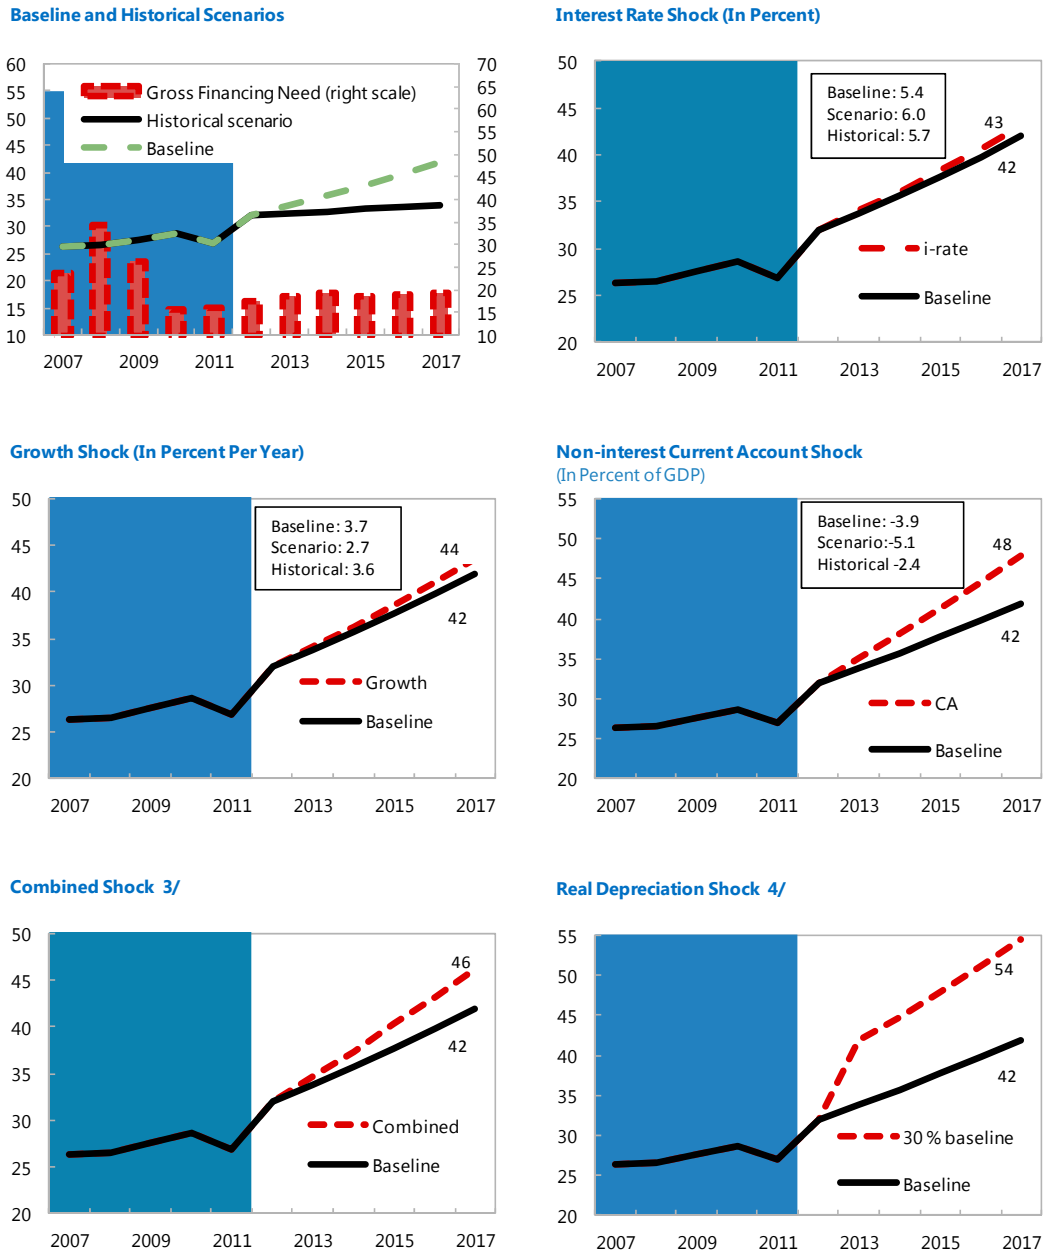 Baseline and Historical Scenarios
60
55
50
45
40
35
30
25
20
15
10
70
65
60
55
50
45
40
35
30
25
20
15
10
Gross Financing Need (right scale)
Historical scenario
Baseline
2007 2009 2011 2013 2015 2017
Interest Rate Shock (In Percent)
50
45
40
35
30
25
20
Baseline: 5.4
Scenario: 6.0
Historical: 5.7
43
42
i-rate
Baseline
2007 2009 2011 2013 2015 2017
Growth Shock (In Percent Per Year)
50
45
40
35
30
25
20
Baseline: 3.7
Scenario: 2.7
Historical: 3.6
44
42
Growth
Baseline
2007 2009 2011 2013 2015 2017
Non-interest Current Account Shock
(In Percent of GDP)
55
50
45
40
35
30
25
20
Baseline: -3.9
Scenario:-5.1
Historical -2.4
48
42
CA
Baseline
2007 2009 2011 2013 2015 2017
Combined Shock 3/
50
45
40
35
30
25
20
46
42
Combined
Baseline
2007 2009 2011 2013 2015 2017
Real Depreciation Shock 4/
55
50
45
40
35
30
25
20
54
42
30 % baseline
Baseline
2007 2009 2011 2013 2015 2017